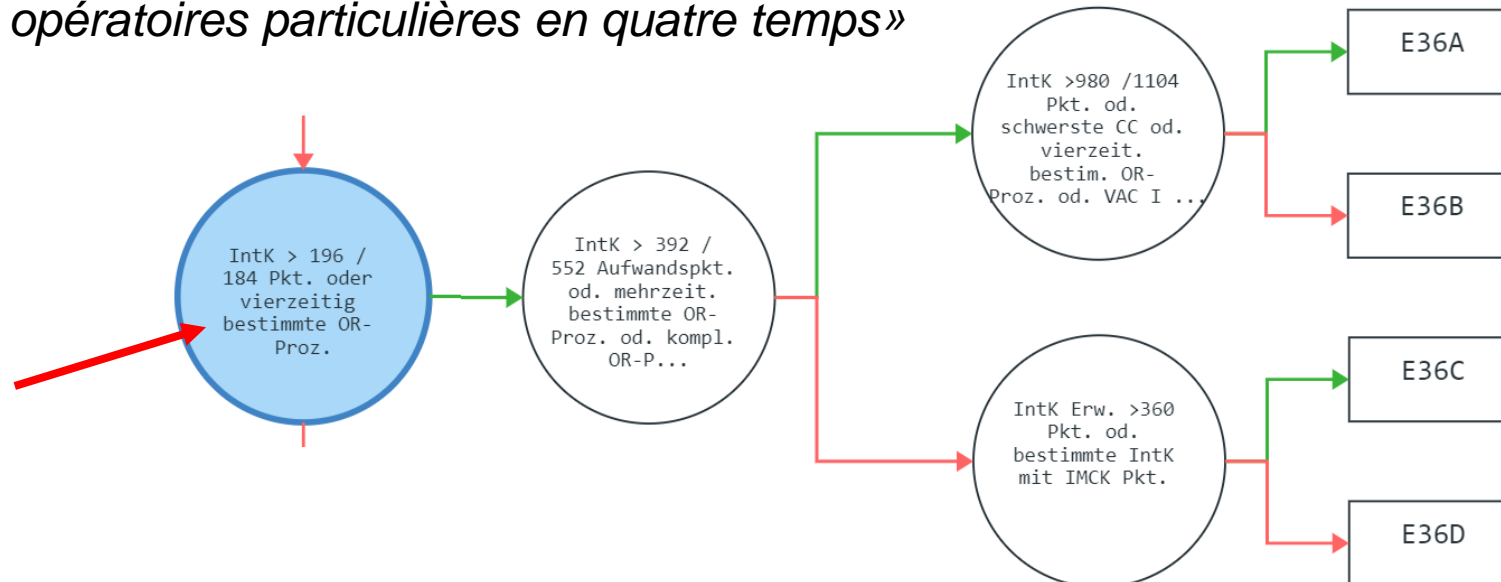 opératoires particulières en quatre temps»
IntK > 196 /
184 Pkt. oder
vierzeitig
bestimmte OR-
Proz.
IntK > 392 /
552 Aufwandspkt.
od. mehrzeit.
bestimmte OR-
Proz. od. kompl.
OR-P...
IntK >980 /1104
Pkt. od.
schwerste CC od.
vierzeit.
bestim. OR-
Proz. od. VAC I ...
IntK Erw. >360
Pkt. od.
bestimmte IntK
mit IMCK Pkt.
E36A
E36B
E36C
E36D